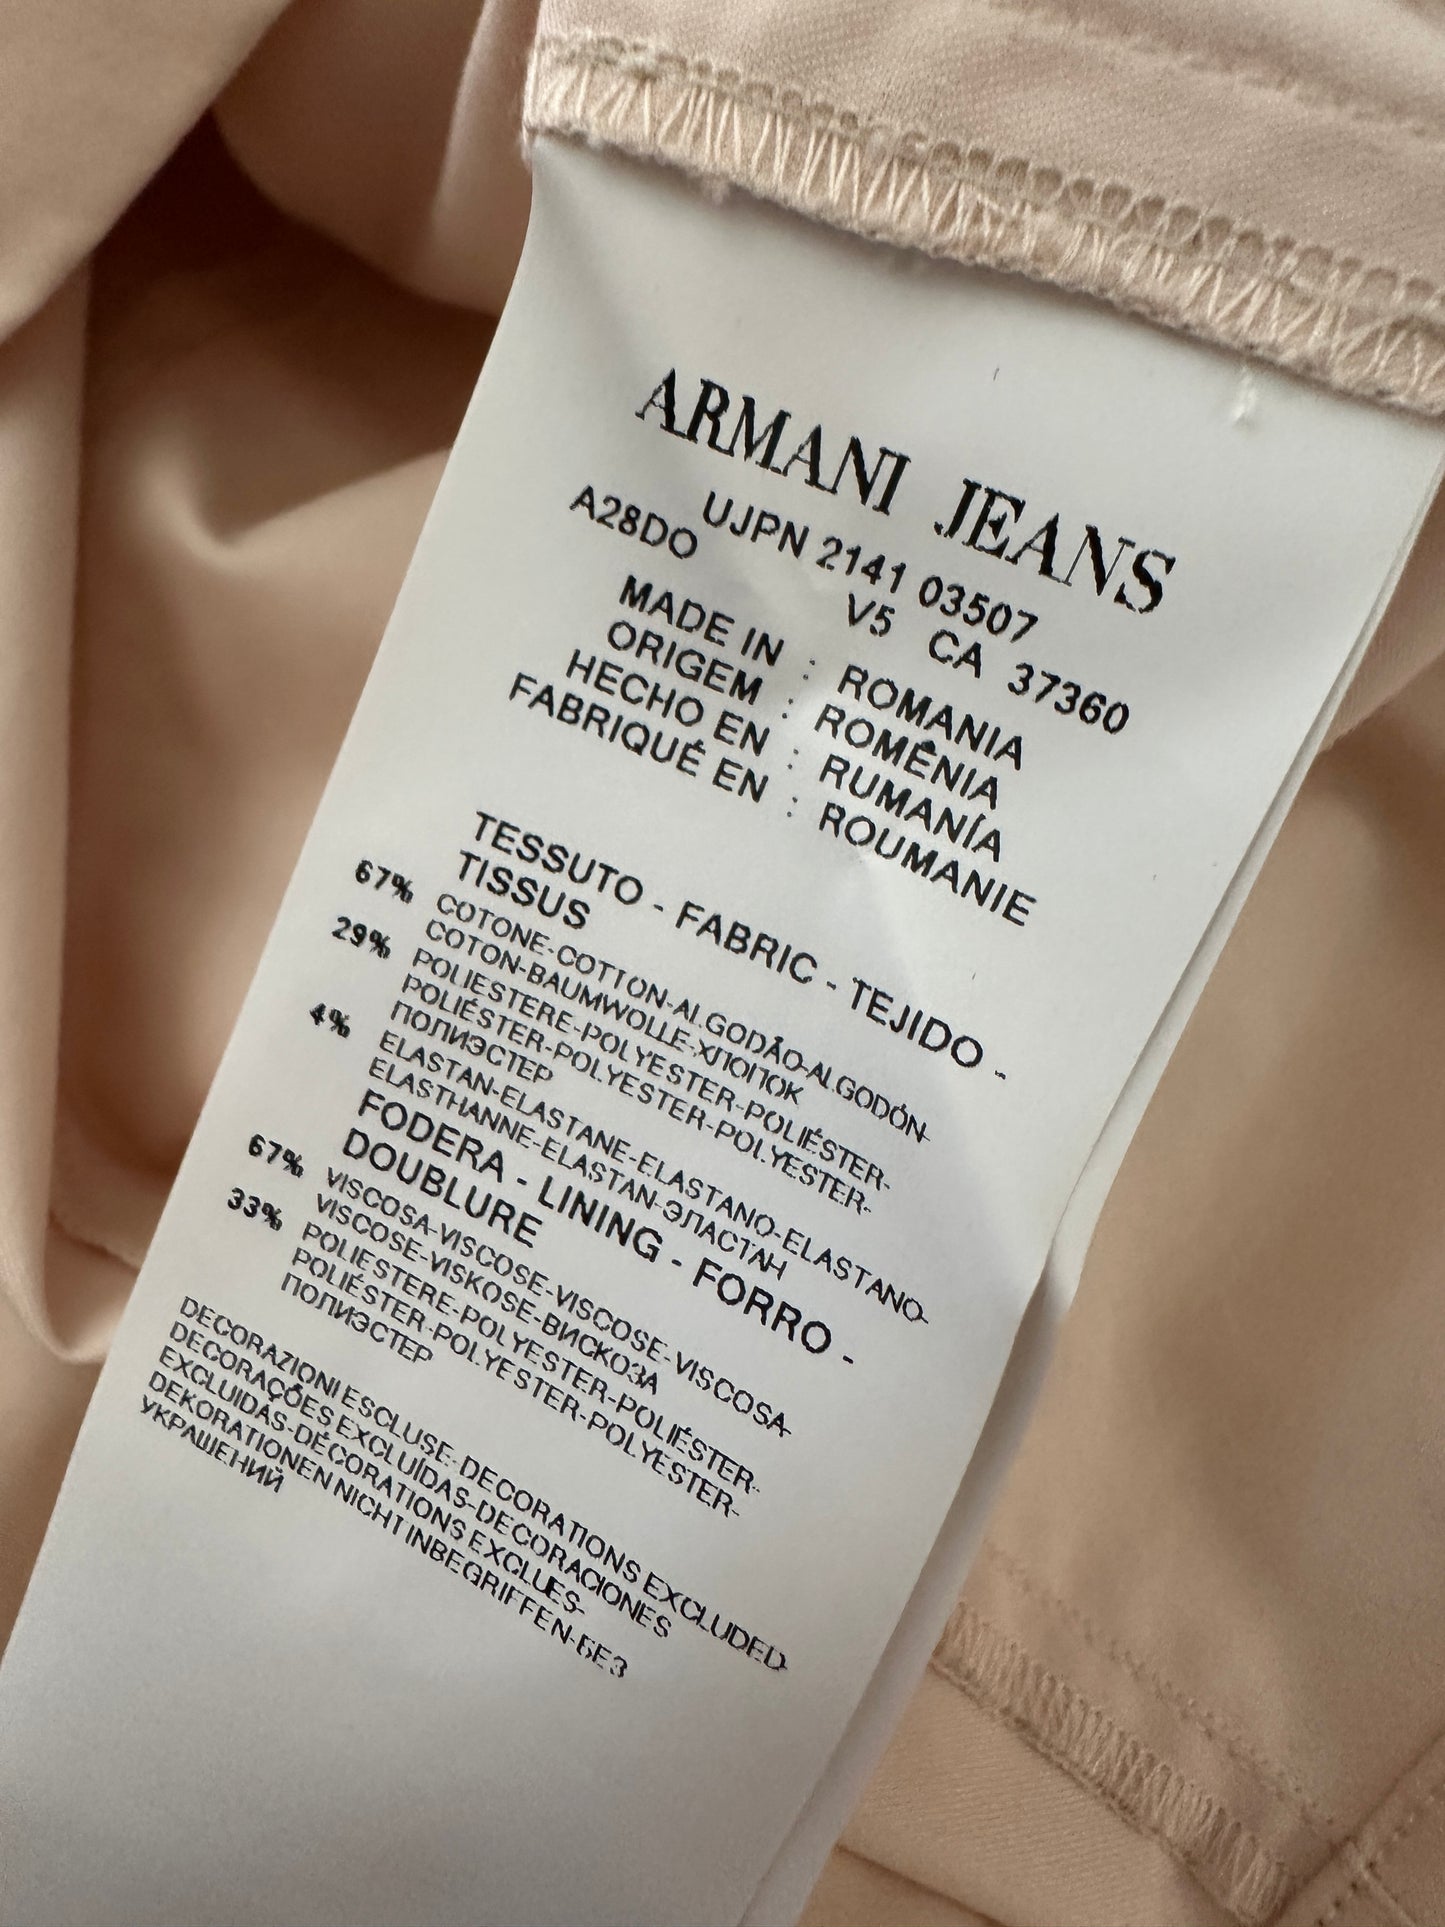 ARMANI JEANS
UJPN 2141 03507
A28DO V5 CA 37360
MADE IN : ROMANIA
ORIGEM : ROMÊNIA
HECHO EN : RUMANÍA
FABRIQUÉ EN : ROUMANIE
TESSUTO - FABRIC - TEJIDO -
TISSUS
67% COTONE-COTTON-ALGODÃO-ALGODÓN-
COTON-BAUMWOLLE-ХЛОПОК
29% POLIESTERE-POLYESTER-POLIÉSTER-
POLIÉSTER-POLYESTER-POLYESTER-
ПОЛИЭСТЕР
4% ELASTAN-ELASTANE-ELASTANO-ELASTANO-
ELASTHANNE-ELASTAN-ЭЛАСТАН
FODERA - LINING - FORRO -
DOUBLURE
67% VISCOSA-VISCOSE-VISCOSE-VISCOSA-
VISCOSE-VISKOSE-ВИСКОЗА
33% POLIESTERE-POLYESTER-POLIÉSTER-
POLIÉSTER-POLYESTER-POLYESTER-
ПОЛИЭСТЕР
DECORAZIONI ESCLUSE-DECORATIONS EXCLUDED-
DECORAÇÕES EXCLUÍDAS-DECORACIONES
EXCLUIDAS-DÉCORATIONS EXCLUES-
DEKORATIONEN NICHT INBEGRIFFEN-БЕЗ
УКРАШЕНИЙ